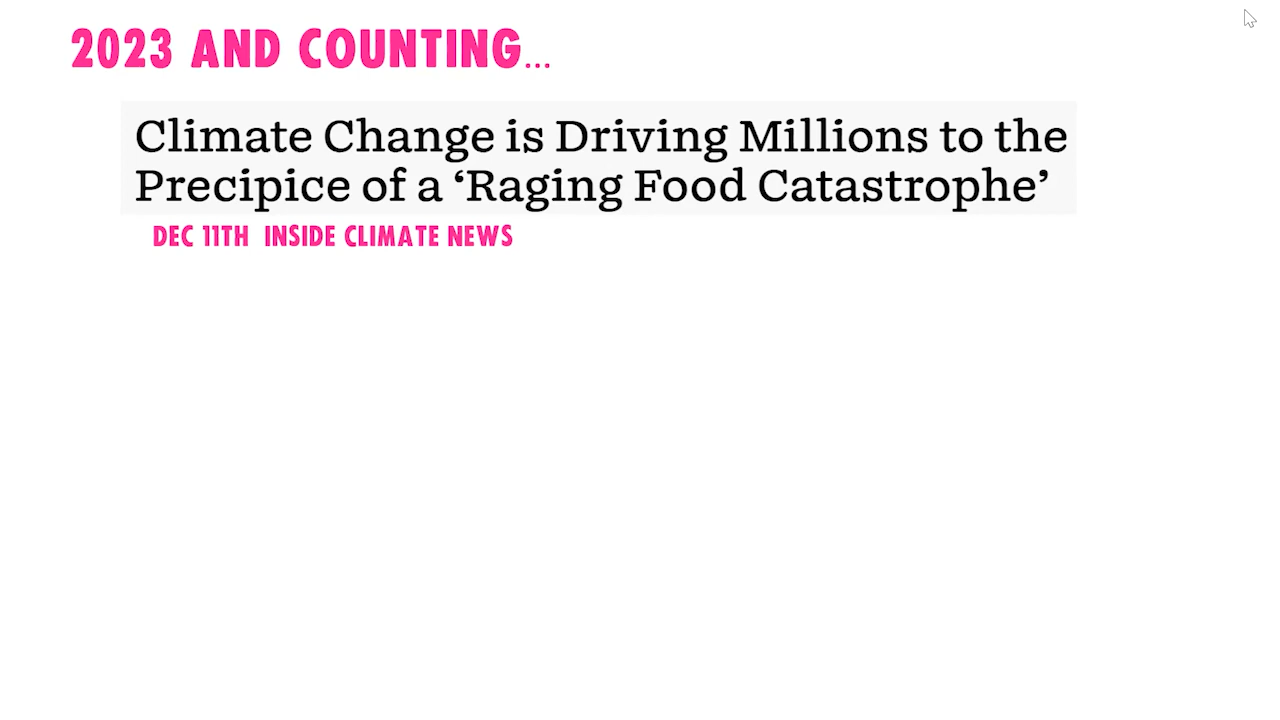 2023 AND COUNTING...
Climate Change is Driving Millions to the
Precipice of a ‘Raging Food Catastrophe’
DEC 11TH INSIDE CLIMATE NEWS